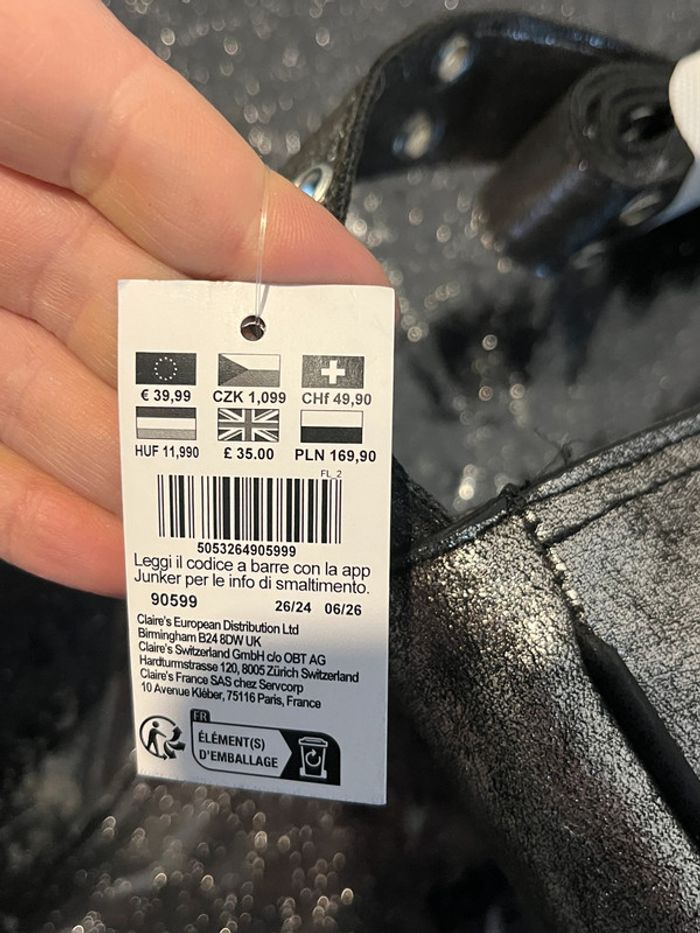 € 39,99 CZK 1,099 CHf 49,90
HUF 11,990 £ 35.00 PLN 169,90
FL_2
5053264905999
Leggi il codice a barre con la app
Junker per le info di smaltimento.
90599 26/24 06/26
Claire's European Distribution Ltd
Birmingham B24 8DW UK
Claire's Switzerland GmbH c/o OBT AG
Hardturmstrasse 120, 8005 Zürich Switzerland
Claire's France SAS chez Servcorp
10 Avenue Kléber, 75116 Paris, France
FR
ÉLÉMENT(S)
D'EMBALLAGE